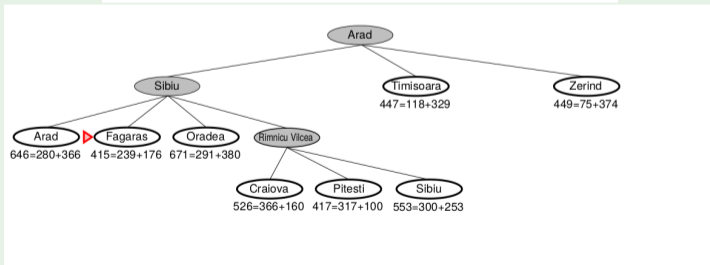 Arad
Sibiu Timisoara Zerind
447=118+329 449=75+374
Arad Fagaras Oradea Rimnicu Vilcea
646=280+366 415=239+176 671=291+380
Craiova Pitesti Sibiu
526=366+160 417=317+100 553=300+253